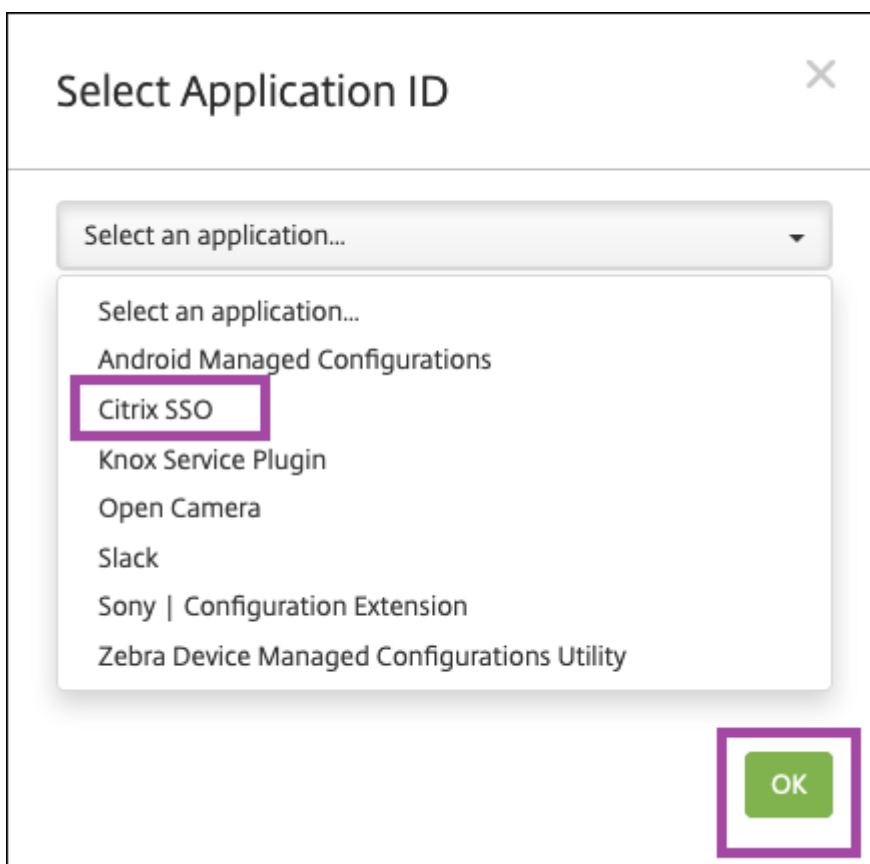 Select Application ID
Select an application...
Select an application...
Android Managed Configurations
Citrix SSO
Knox Service Plugin
Open Camera
Slack
Sony | Configuration Extension
Zebra Device Managed Configurations Utility
OK